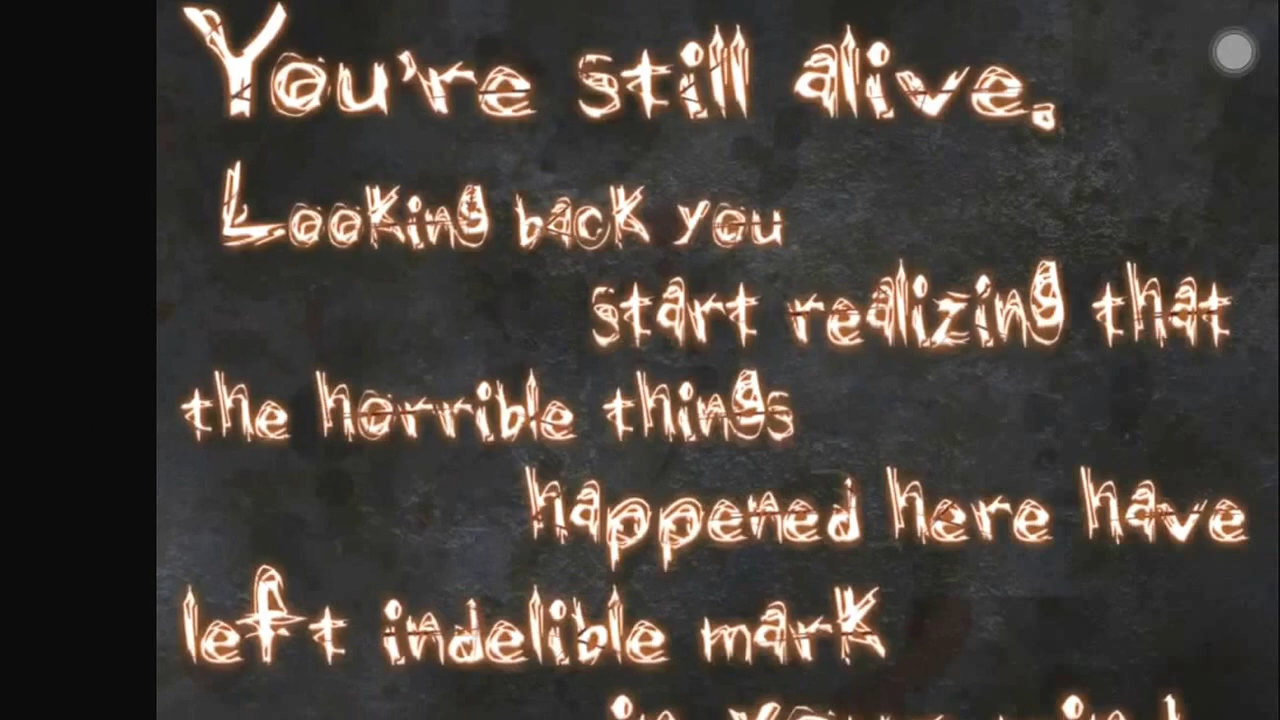 You're still alive.
Looking back you
start realizing that
the horrible things
happened here have
left indelible mark
in